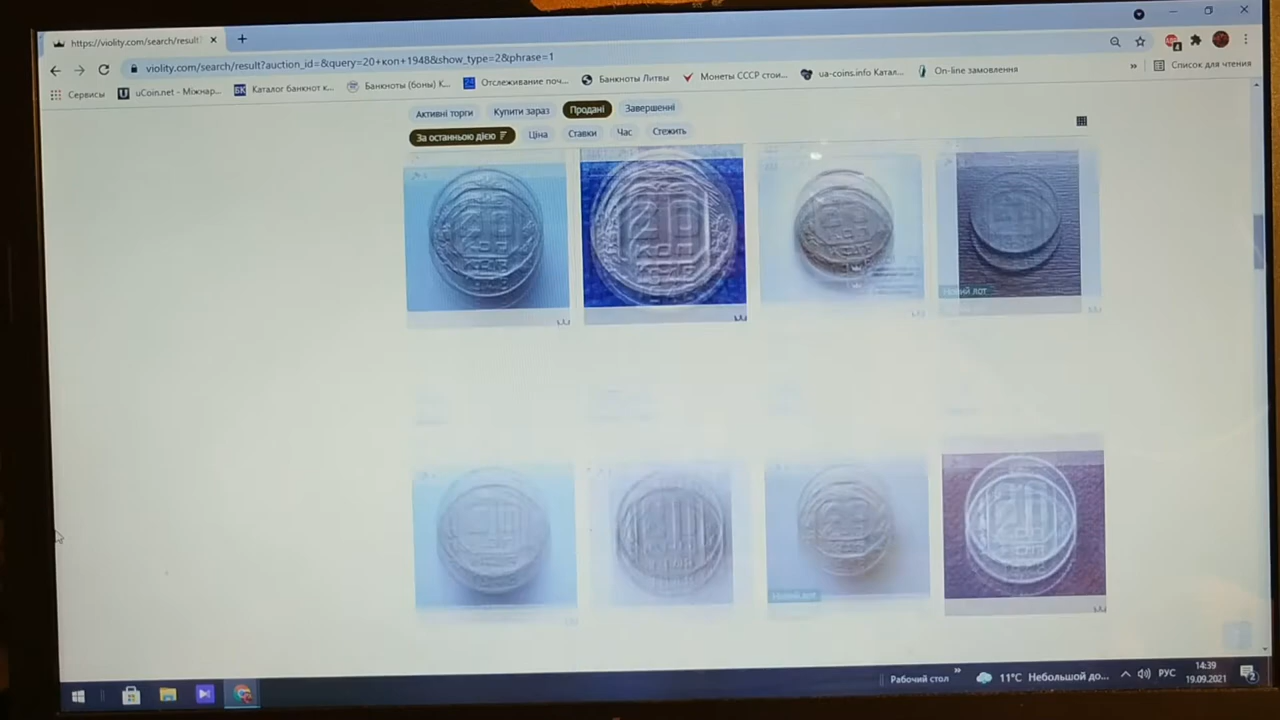 https://violity.com/search/result?
violity.com/search/result?auction_id=&query=20+коп+1948&show_type=2&phrase=1
Сервисы
uCoin.net - Міжнар...
Каталог банкнот к...
Банкноты (боны) К...
Отслеживание поч...
Банкноты Литвы
Монеты СССР стои...
ua-coins.info Катал...
On-line замовлення
»
Список для чтения
Активні торги
Купити зараз
Продані
Завершенні
За останньою дією
Ціна
Ставки
Час
Стежить
Новий лот
Новий лот
Рабочий стол
»
11°C Небольшой до...
РУС
14:39
19.09.2021
2